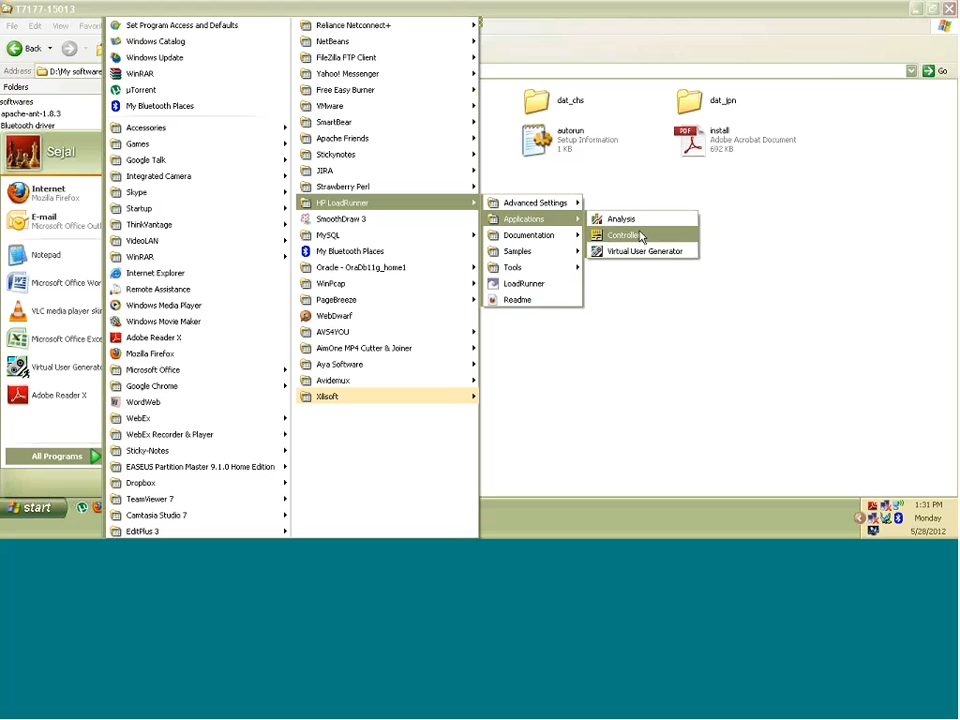 T7177-15013
File Edit View Favori
Back
Address D:\My software
Go
Folders
softwares
apache-ant-1.8.3
Bluetooth driver
Sejal
Internet
Mozilla Firefox
E-mail
Microsoft Office Outl
Notepad
Microsoft Office Wor
VLC media player skin
Microsoft Office Exce
Virtual User Generato
Adobe Reader X
All Programs
start
Set Program Access and Defaults
Windows Catalog
Windows Update
WinRAR
µTorrent
My Bluetooth Places
Accessories
Games
Google Talk
Integrated Camera
Skype
Startup
ThinkVantage
VideoLAN
WinRAR
Internet Explorer
Remote Assistance
Windows Media Player
Windows Movie Maker
Adobe Reader X
Mozilla Firefox
Microsoft Office
Google Chrome
WordWeb
WebEx
WebEx Recorder & Player
Sticky-Notes
EASEUS Partition Master 9.1.0 Home Edition
Dropbox
TeamViewer 7
Camtasia Studio 7
EditPlus 3
Reliance Netconnect+
NetBeans
FileZilla FTP Client
Yahoo! Messenger
Free Easy Burner
VMware
SmartBear
Apache Friends
Stickynotes
JIRA
Strawberry Perl
HP LoadRunner
SmoothDraw 3
MySQL
My Bluetooth Places
Oracle - OraDb11g_home1
WinPcap
PageBreeze
WebDwarf
AVS4YOU
AimOne MP4 Cutter & Joiner
Aya Software
Avidemux
Xilisoft
Advanced Settings
Applications
Documentation
Samples
Tools
LoadRunner
Readme
Analysis
Controller
Virtual User Generator
dat_chs
dat_jpn
autorun
Setup Information
1 KB
install
Adobe Acrobat Document
692 KB
1:31 PM
Monday
5/28/2012